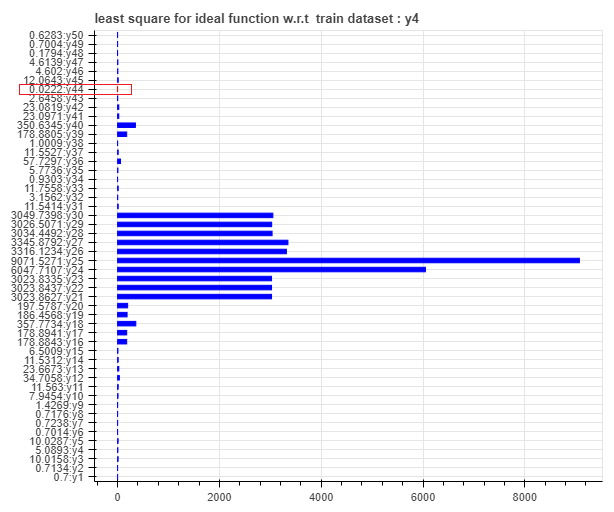 least square for ideal function w.r.t train dataset : y4
0.6283:y50
0.7004:y49
0.1794:y48
4.6139:y47
4.602:y46
12.0643:y45
0.0222:y44
2.6458:y43
23.0819:y42
23.0971:y41
350.6345:y40
178.8805:y39
1.0009:y38
11.5527:y37
57.7297:y36
5.7736:y35
0.9303:y34
11.7558:y33
3.1562:y32
11.5414:y31
3049.7398:y30
3026.5071:y29
3034.4492:y28
3345.8792:y27
3316.1234:y26
9071.5271:y25
6047.7107:y24
3023.8335:y23
3023.8437:y22
3023.8627:y21
197.5787:y20
186.4568:y19
357.7734:y18
178.8941:y17
178.8843:y16
6.5009:y15
11.5312:y14
23.6673:y13
34.7058:y12
11.563:y11
7.9454:y10
1.4269:y9
0.7176:y8
0.7238:y7
0.7014:y6
10.0287:y5
5.0893:y4
10.0158:y3
0.7134:y2
0.7:y1
0 2000 4000 6000 8000